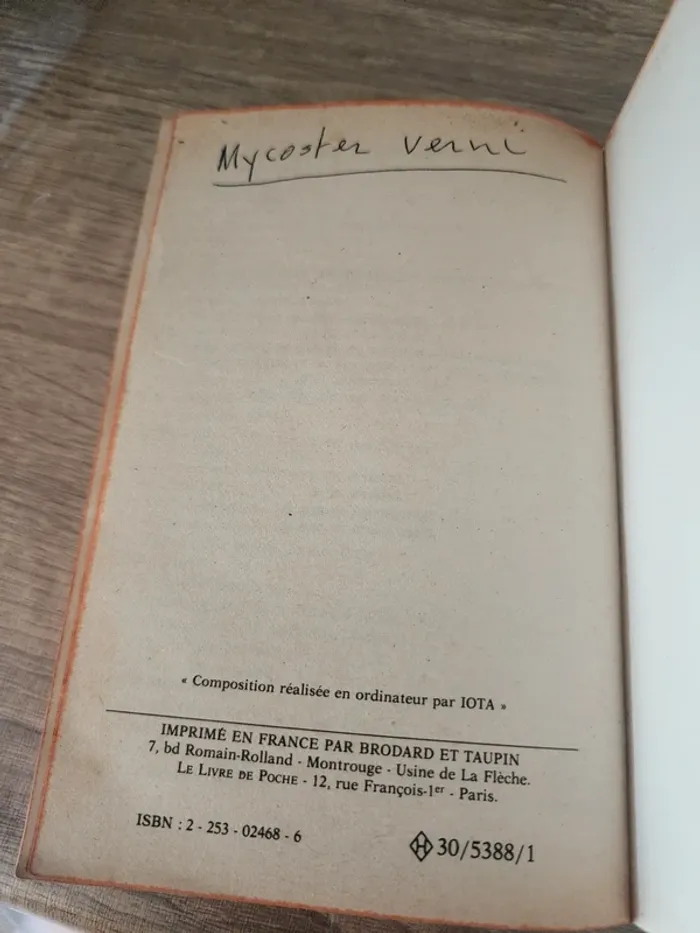 Mycoster verni
« Composition réalisée en ordinateur par IOTA »
IMPRIMÉ EN FRANCE PAR BRODARD ET TAUPIN
7, bd Romain-Rolland - Montrouge - Usine de La Flèche.
LE LIVRE DE POCHE - 12, rue François-1er - Paris.
ISBN : 2 - 253 - 02468 - 6
H 30/5388/1